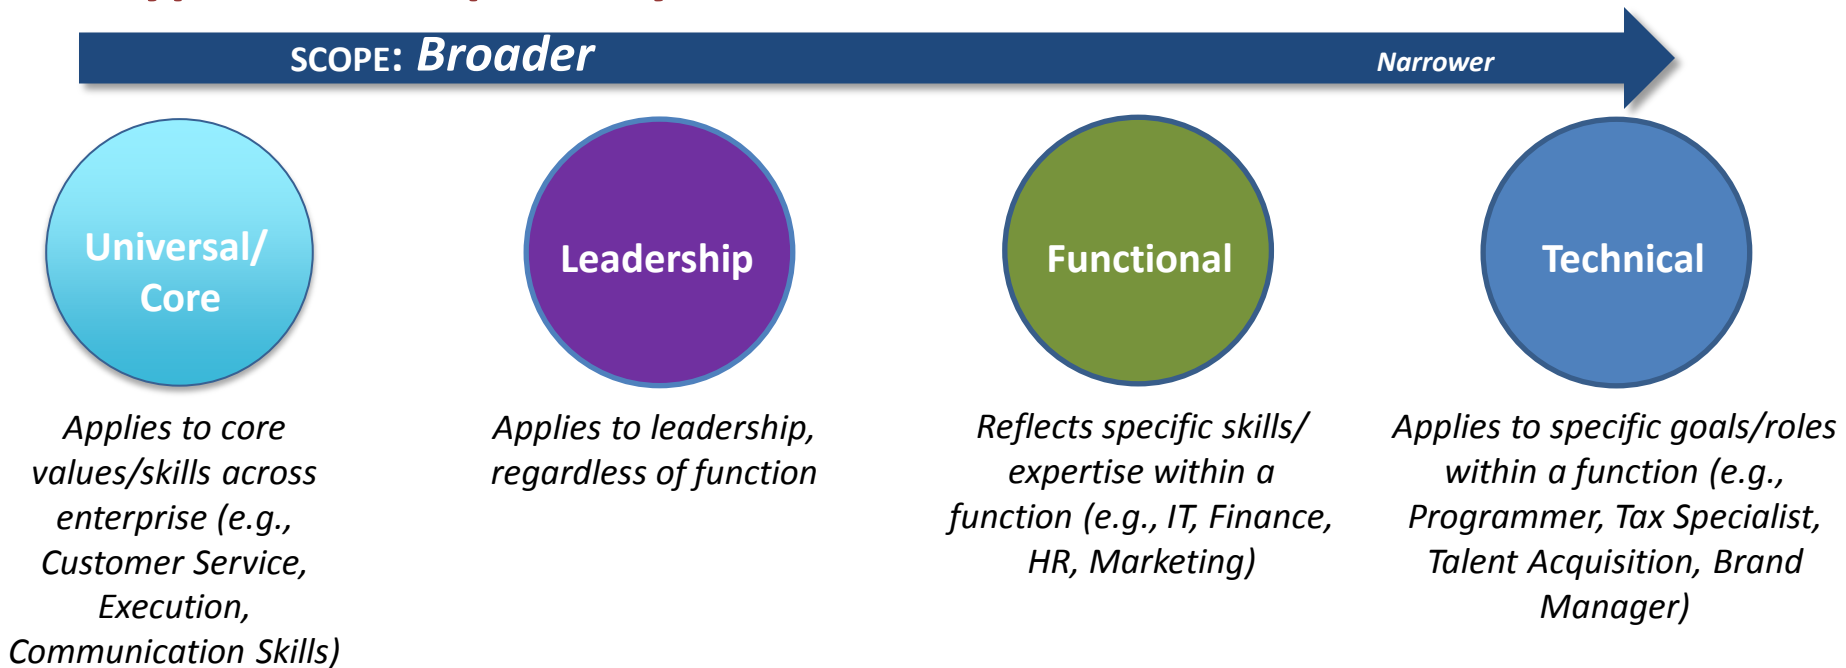 SCOPE: Broader
Narrower
Universal/
Core
Leadership
Functional
Technical
Applies to core
values/skills across
enterprise (e.g.,
Customer Service,
Execution,
Communication Skills)
Applies to leadership,
regardless of function
Reflects specific skills/
expertise within a
function (e.g., IT, Finance,
HR, Marketing)
Applies to specific goals/roles
within a function (e.g.,
Programmer, Tax Specialist,
Talent Acquisition, Brand
Manager)